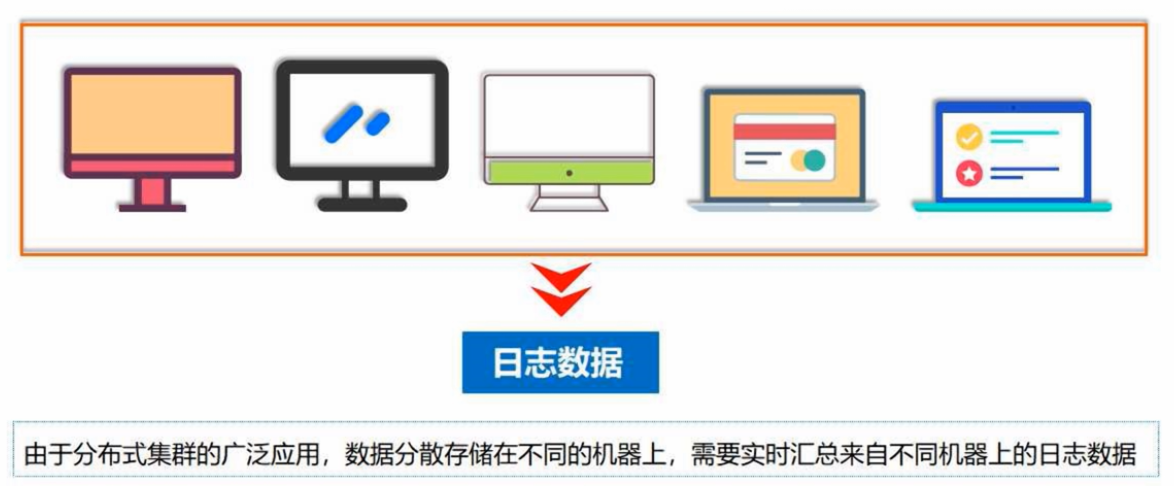 日志数据
由于分布式集群的广泛应用，数据分散存储在不同的机器上，需要实时汇总来自不同机器上的日志数据